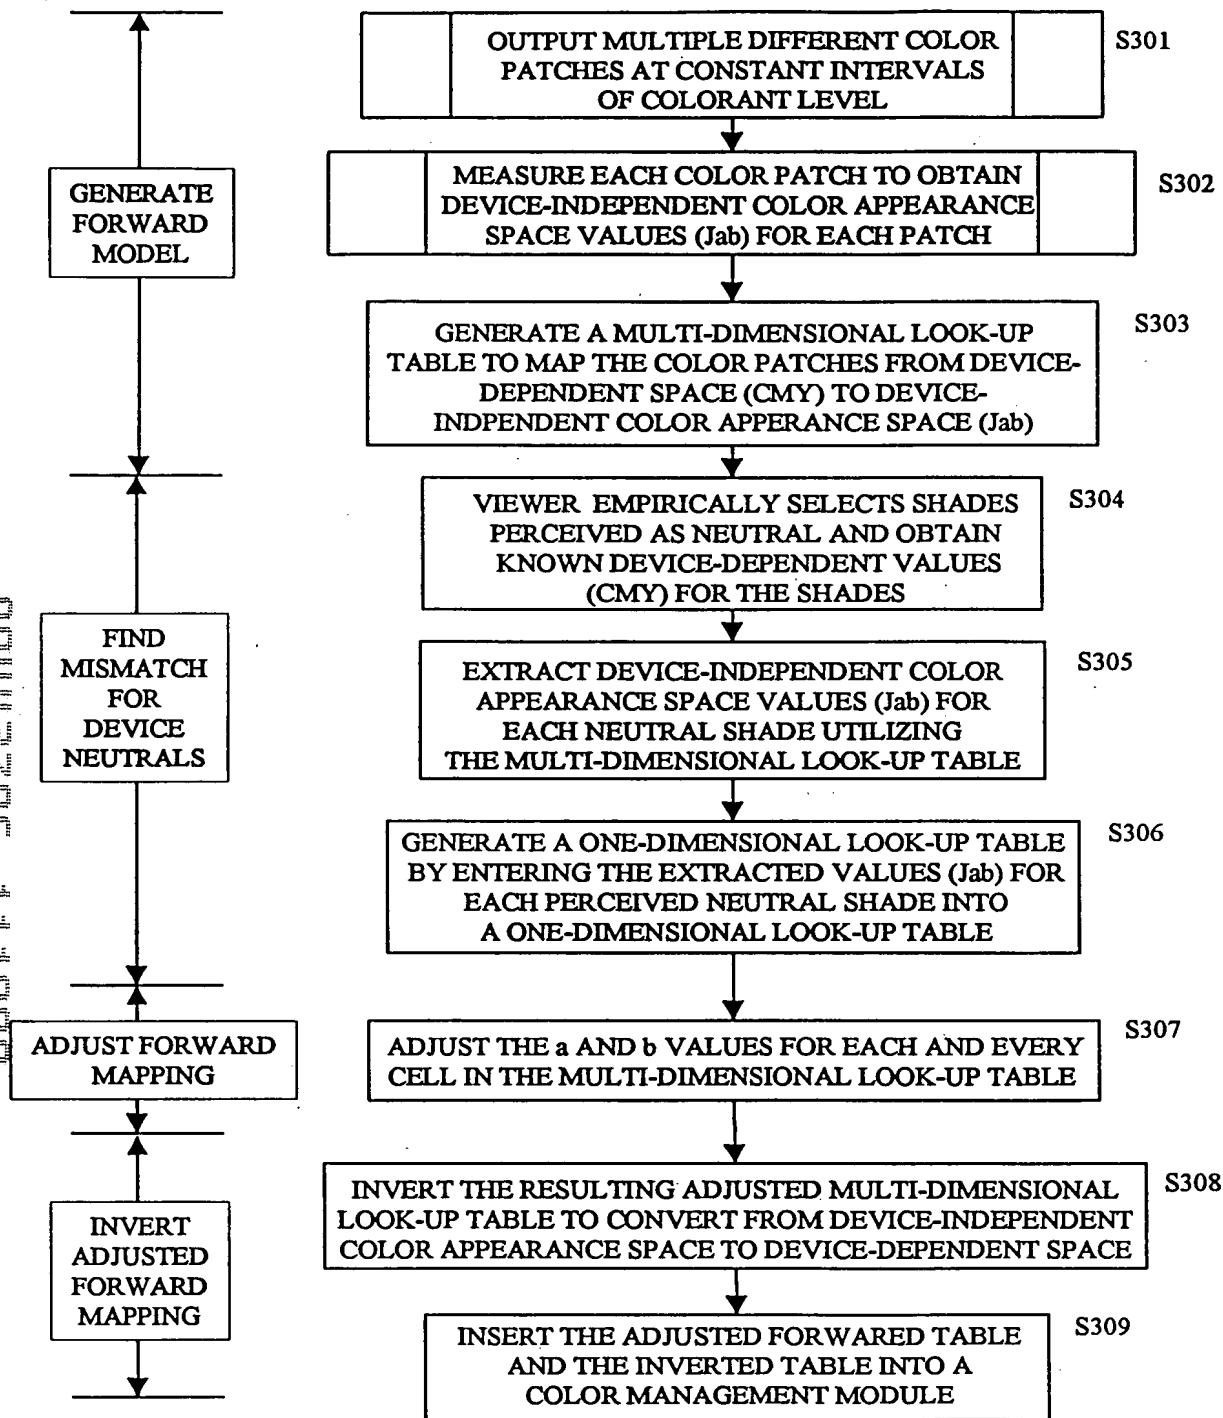 OUTPUT MULTIPLE DIFFERENT COLOR
PATCHES AT CONSTANT INTERVALS
OF COLORANT LEVEL
S301
MEASURE EACH COLOR PATCH TO OBTAIN
DEVICE-INDEPENDENT COLOR APPEARANCE
SPACE VALUES (Jab) FOR EACH PATCH
S302
GENERATE
FORWARD
MODEL
GENERATE A MULTI-DIMENSIONAL LOOK-UP
TABLE TO MAP THE COLOR PATCHES FROM DEVICE-
DEPENDENT SPACE (CMY) TO DEVICE-
INDPENDENT COLOR APPERANCE SPACE (Jab)
S303
VIEWER EMPIRICALLY SELECTS SHADES
PERCEIVED AS NEUTRAL AND OBTAIN
KNOWN DEVICE-DEPENDENT VALUES
(CMY) FOR THE SHADES
S304
FIND
MISMATCH
FOR
DEVICE
NEUTRALS
EXTRACT DEVICE-INDEPENDENT COLOR
APPEARANCE SPACE VALUES (Jab) FOR
EACH NEUTRAL SHADE UTILIZING
THE MULTI-DIMENSIONAL LOOK-UP TABLE
S305
GENERATE A ONE-DIMENSIONAL LOOK-UP TABLE
BY ENTERING THE EXTRACTED VALUES (Jab) FOR
EACH PERCEIVED NEUTRAL SHADE INTO
A ONE-DIMENSIONAL LOOK-UP TABLE
S306
ADJUST FORWARD
MAPPING
ADJUST THE a AND b VALUES FOR EACH AND EVERY
CELL IN THE MULTI-DIMENSIONAL LOOK-UP TABLE
S307
INVERT THE RESULTING ADJUSTED MULTI-DIMENSIONAL
LOOK-UP TABLE TO CONVERT FROM DEVICE-INDEPENDENT
COLOR APPEARANCE SPACE TO DEVICE-DEPENDENT SPACE
S308
INVERT
ADJUSTED
FORWARD
MAPPING
INSERT THE ADJUSTED FORWARED TABLE
AND THE INVERTED TABLE INTO A
COLOR MANAGEMENT MODULE
S309